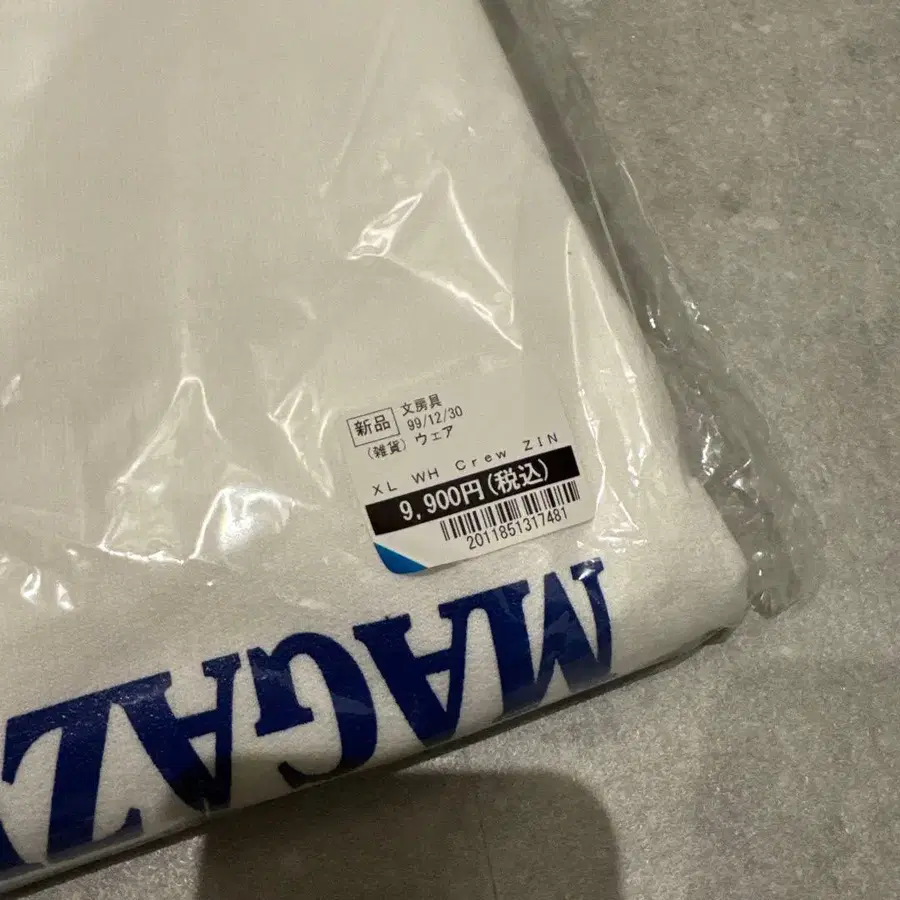 新品 文房具
99/12/30
(雑貨) ウェア
XL WH Crew ZIN
9,900円(税込)
2011851317481
MAGAZ